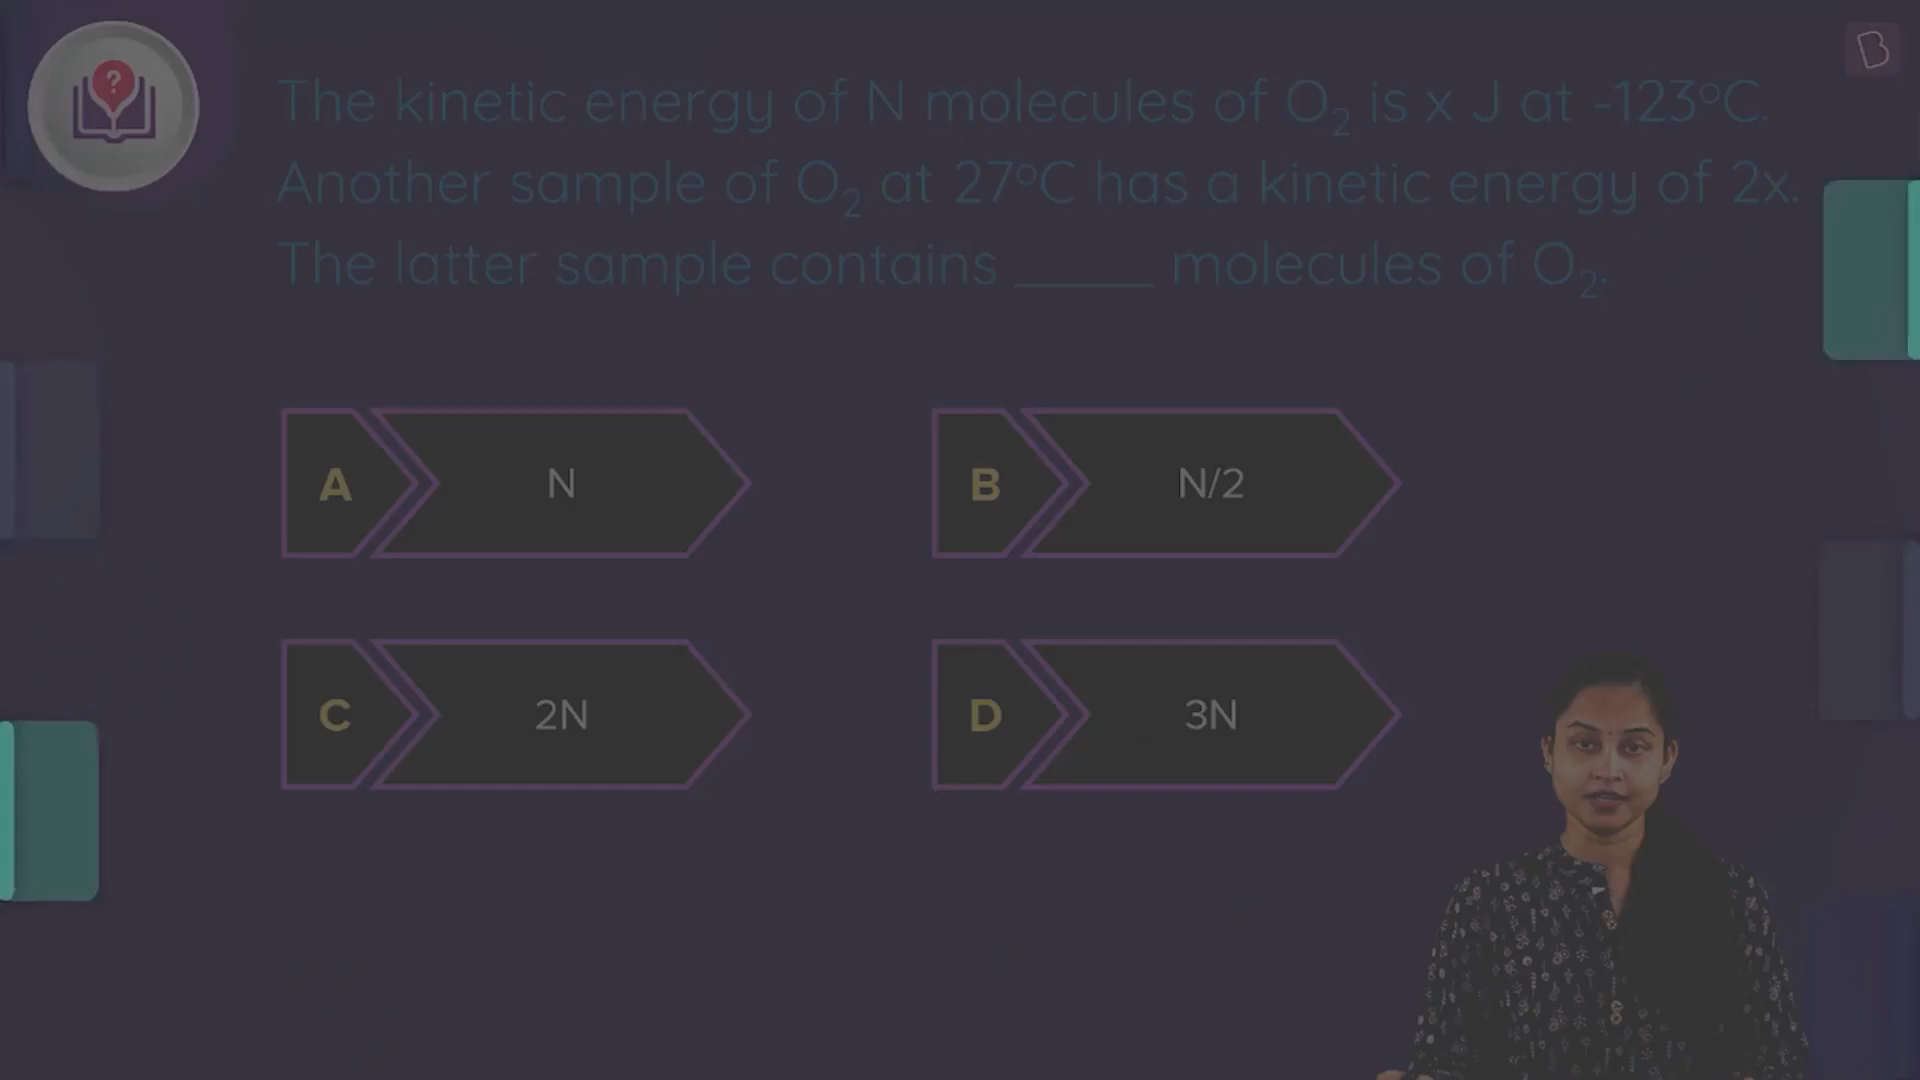 ?
The kinetic energy of N molecules of O₂ is x J at -123°C.
Another sample of O₂ at 27°C has a kinetic energy of 2x.
The latter sample contains _____ molecules of O₂.
A N
B N/2
C 2N
D 3N
B